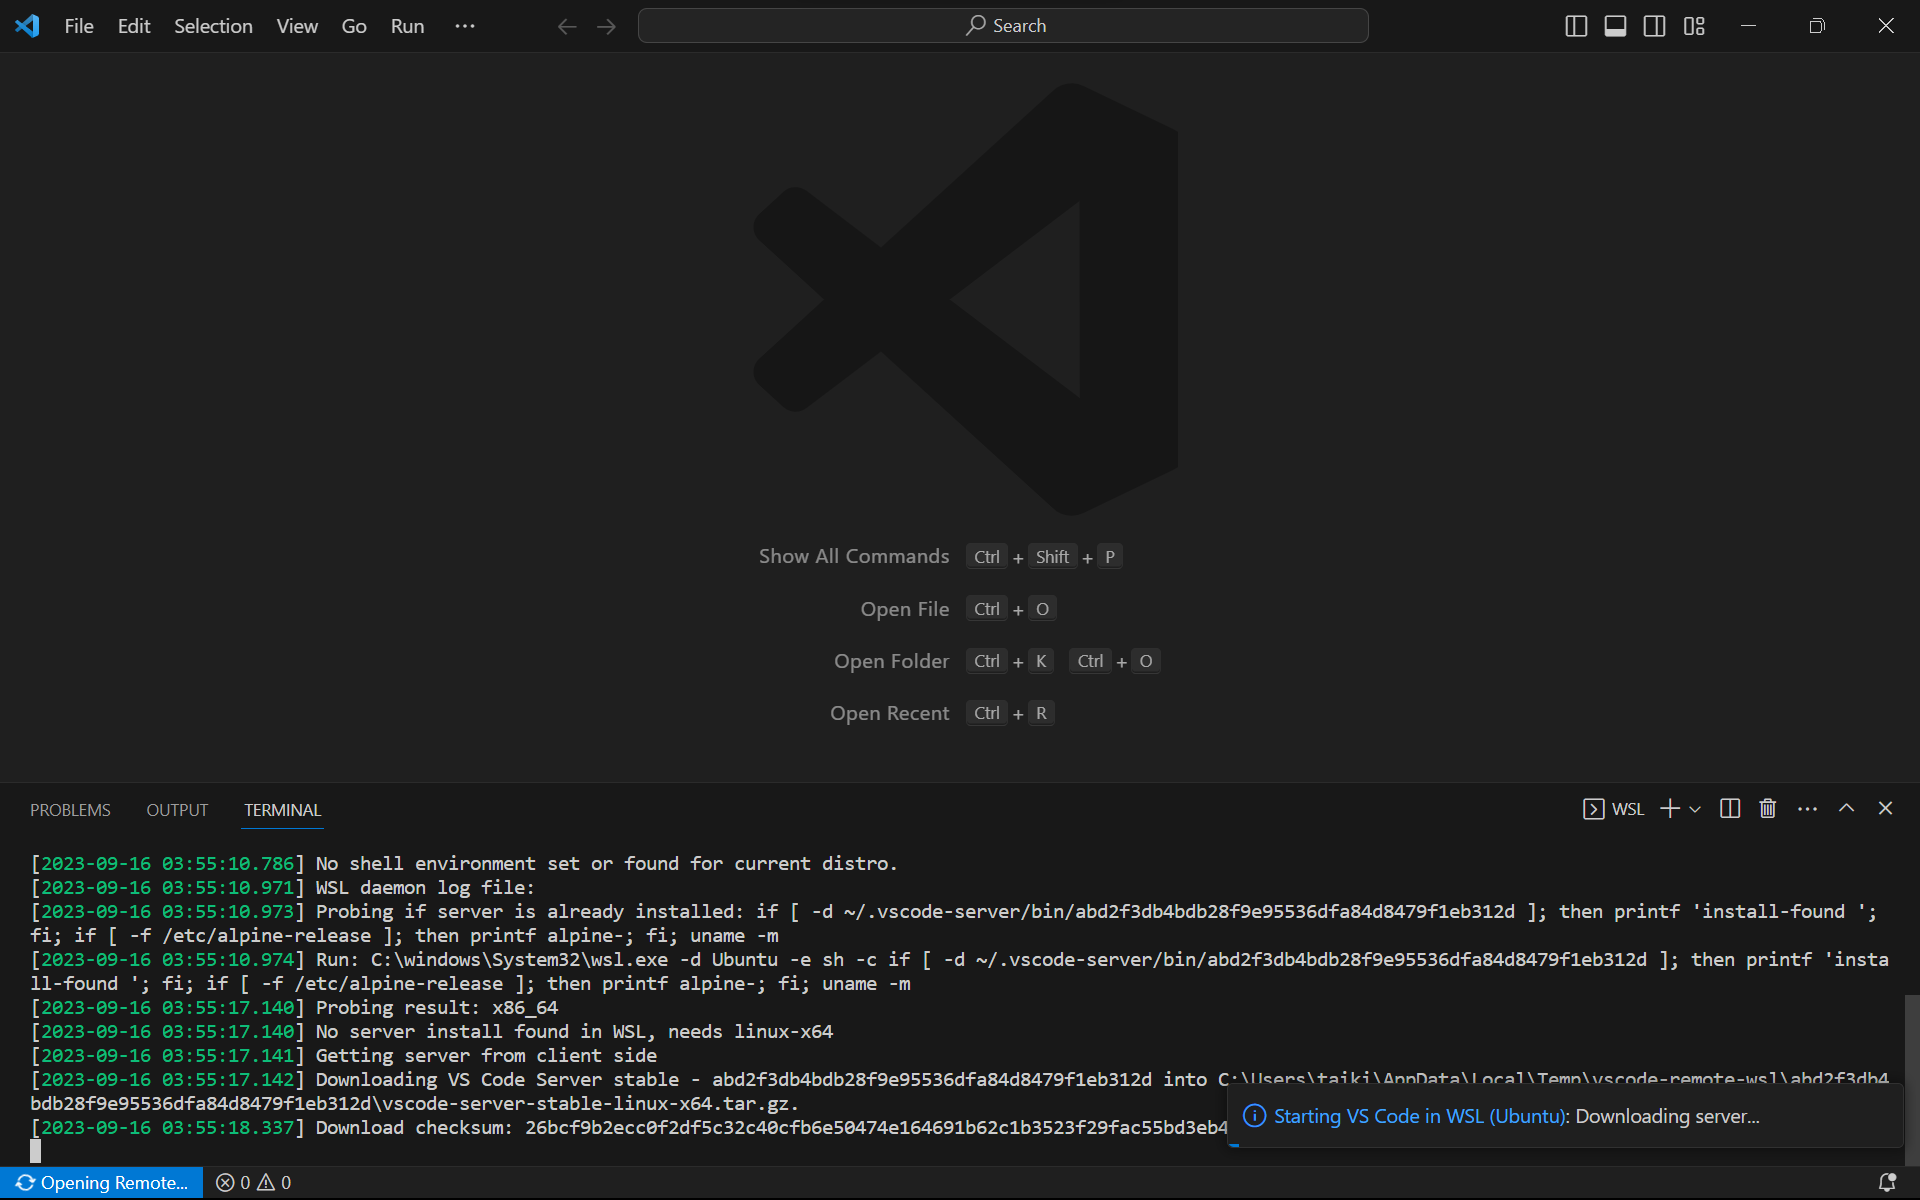 File Edit Selection View Go Run ··· Search
Show All Commands Ctrl + Shift + P
Open File Ctrl + O
Open Folder Ctrl + K Ctrl + O
Open Recent Ctrl + R
PROBLEMS OUTPUT TERMINAL WSL
[2023-09-16 03:55:10.786] No shell environment set or found for current distro.
[2023-09-16 03:55:10.971] WSL daemon log file:
[2023-09-16 03:55:10.973] Probing if server is already installed: if [ -d ~/.vscode-server/bin/abd2f3db4bdb28f9e95536dfa84d8479f1eb312d ]; then printf 'install-found ';
fi; if [ -f /etc/alpine-release ]; then printf alpine-; fi; uname -m
[2023-09-16 03:55:10.974] Run: C:\windows\System32\wsl.exe -d Ubuntu -e sh -c if [ -d ~/.vscode-server/bin/abd2f3db4bdb28f9e95536dfa84d8479f1eb312d ]; then printf 'insta
ll-found '; fi; if [ -f /etc/alpine-release ]; then printf alpine-; fi; uname -m
[2023-09-16 03:55:17.140] Probing result: x86_64
[2023-09-16 03:55:17.140] No server install found in WSL, needs linux-x64
[2023-09-16 03:55:17.141] Getting server from client side
[2023-09-16 03:55:17.142] Downloading VS Code Server stable - abd2f3db4bdb28f9e95536dfa84d8479f1eb312d into C:\Users\taiki\AppData\Local\Temp\vscode-remote-wsl\abd2f3db4
bdb28f9e95536dfa84d8479f1eb312d\vscode-server-stable-linux-x64.tar.gz.
[2023-09-16 03:55:18.337] Download checksum: 26bcf9b2ecc0f2df5c32c40cfb6e50474e164691b62c1b3523f29fac55bd3eb4
Starting VS Code in WSL (Ubuntu): Downloading server...
Opening Remote... 0 0